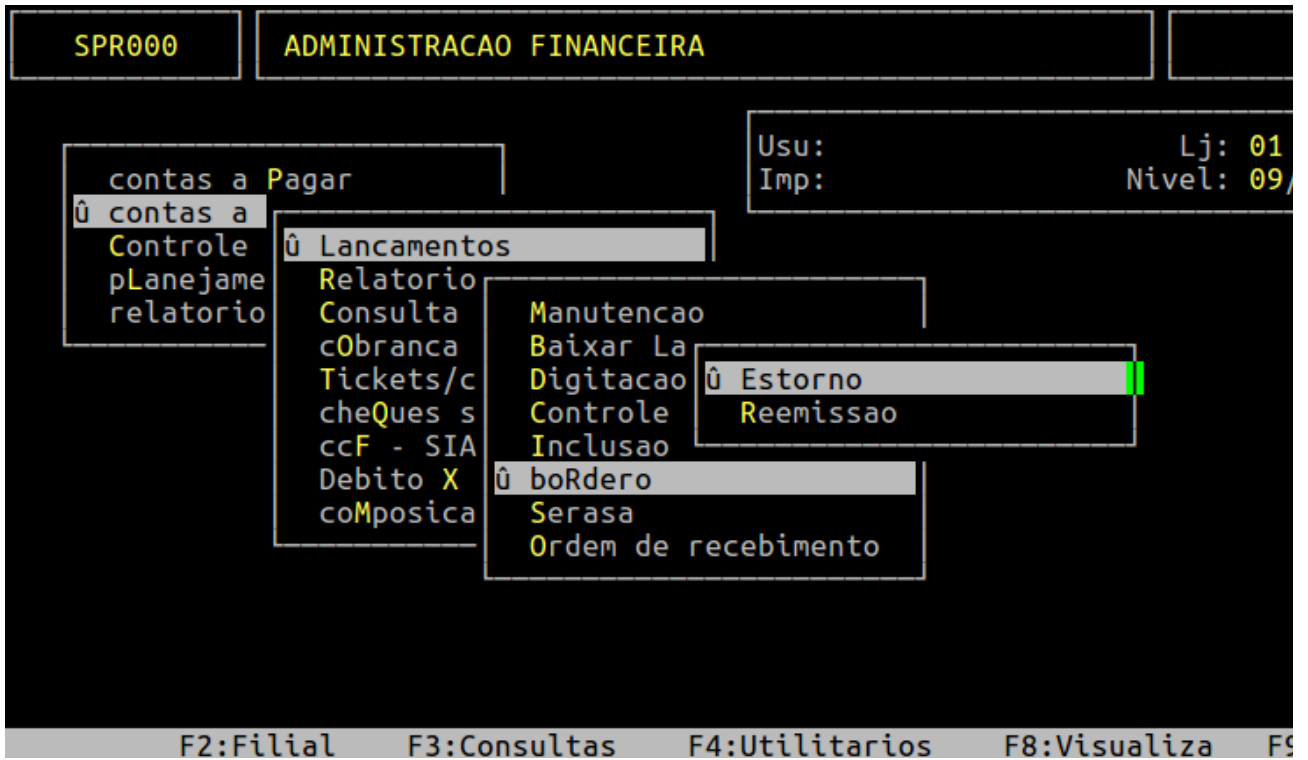 SPR000 ADMINISTRACAO FINANCEIRA
Usu: Lj: 01
Imp: Nivel: 09/
contas a Pagar
û contas a
Controle
pLanejame
relatorio
û Lancamentos
Relatorio
Consulta
cObranca
Tickets/c
cheQues s
ccF - SIA
Debito X
coMposica
Manutencao
Baixar La
Digitacao
Controle
Inclusao
û boRdero
Serasa
Ordem de recebimento
û Estorno
Reemissao
F2:Filial F3:Consultas F4:Utilitarios F8:Visualiza F9